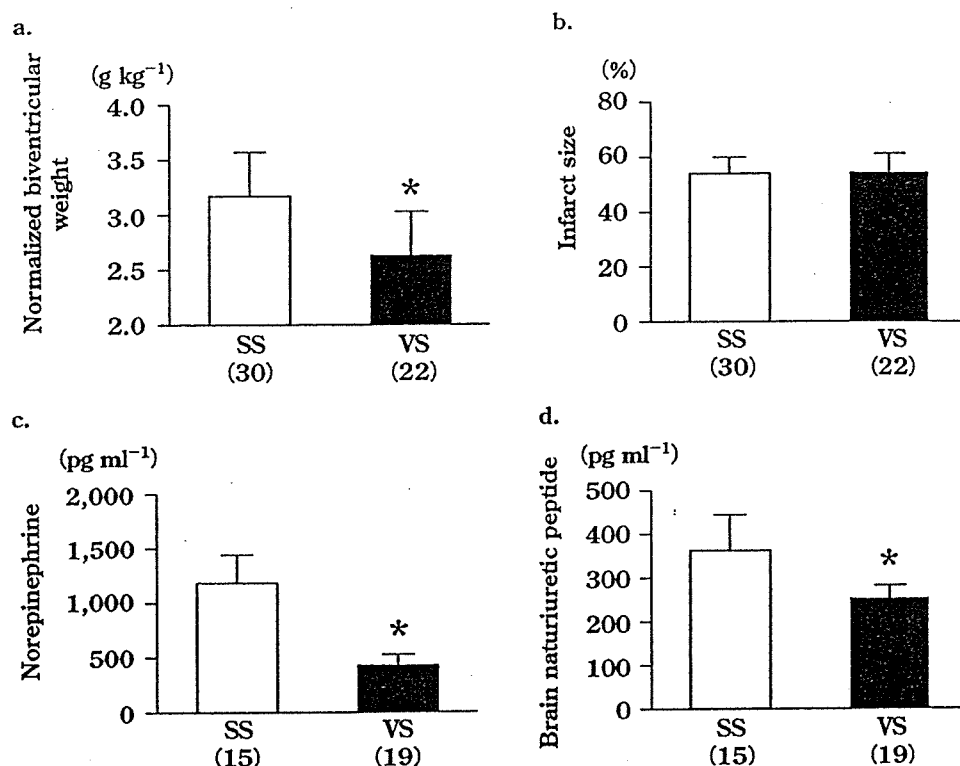 a.
Normalized biventricular
weight
(g kg⁻¹)
4.0
3.5
3.0
2.5
2.0
*
SS
(30)
VS
(22)
b.
Infarct size
(%)
80
60
40
20
0
SS
(30)
VS
(22)
c.
Norepinephrine
(pg ml⁻¹)
2,000
1,500
1,000
500
0
*
SS
(15)
VS
(19)
d.
Brain naturiuretic peptide
(pg ml⁻¹)
500
400
300
200
100
0
*
SS
(15)
VS
(19)